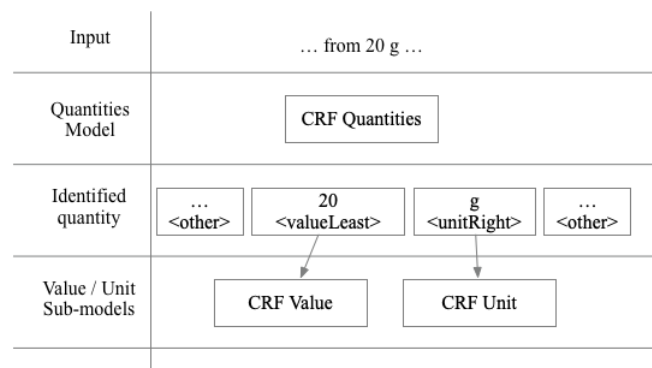 Input
… from 20 g …
Quantities
Model
CRF Quantities
Identified
quantity
…
<other>
20
<valueLeast>
g
<unitRight>
…
<other>
Value / Unit
Sub-models
CRF Value
CRF Unit